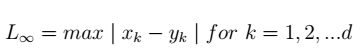 L∞ = max | xₖ − yₖ | for k = 1, 2, ...d